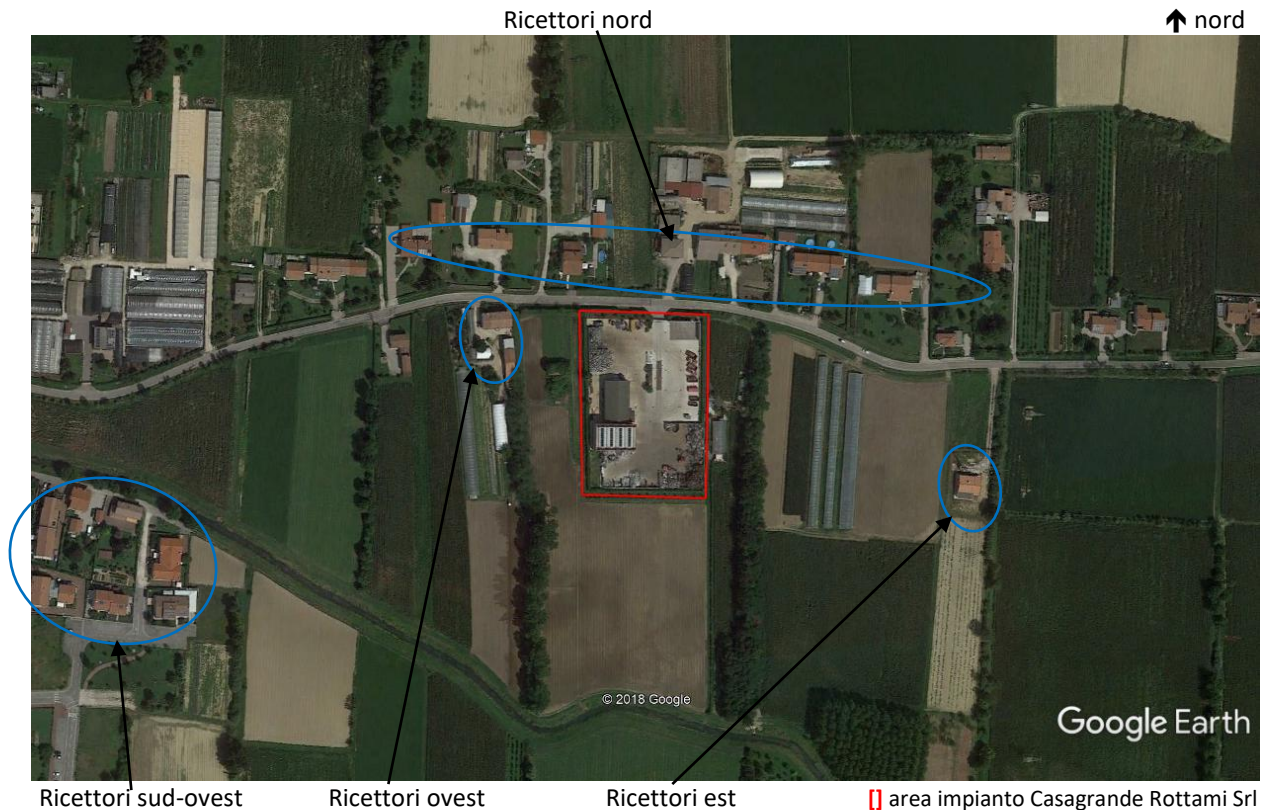 Ricettori nord
↑ nord
© 2018 Google
Google Earth
Ricettori sud-ovest
Ricettori ovest
Ricettori est
[] area impianto Casagrande Rottami Srl